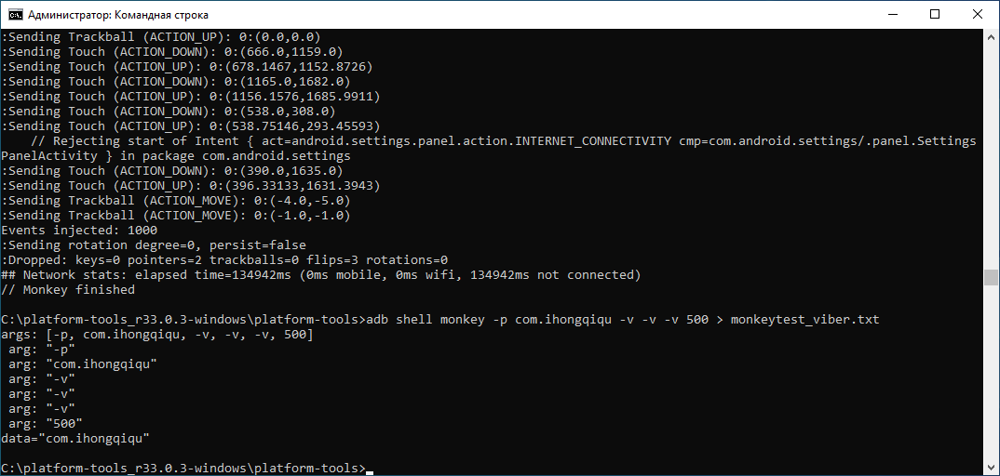 Администратор: Командная строка
:Sending Trackball (ACTION_UP): 0:(0.0,0.0)
:Sending Touch (ACTION_DOWN): 0:(666.0,1159.0)
:Sending Touch (ACTION_UP): 0:(678.1467,1152.8726)
:Sending Touch (ACTION_DOWN): 0:(1165.0,1682.0)
:Sending Touch (ACTION_UP): 0:(1156.1576,1685.9911)
:Sending Touch (ACTION_DOWN): 0:(538.0,308.0)
:Sending Touch (ACTION_UP): 0:(538.75146,293.45593)
    // Rejecting start of Intent { act=android.settings.panel.action.INTERNET_CONNECTIVITY cmp=com.android.settings/.panel.Settings
PanelActivity } in package com.android.settings
:Sending Touch (ACTION_DOWN): 0:(390.0,1635.0)
:Sending Touch (ACTION_UP): 0:(396.33133,1631.3943)
:Sending Trackball (ACTION_MOVE): 0:(-4.0,-5.0)
:Sending Trackball (ACTION_MOVE): 0:(-1.0,-1.0)
Events injected: 1000
:Sending rotation degree=0, persist=false
:Dropped: keys=0 pointers=2 trackballs=0 flips=3 rotations=0
## Network stats: elapsed time=134942ms (0ms mobile, 0ms wifi, 134942ms not connected)
// Monkey finished
C:\platform-tools_r33.0.3-windows\platform-tools>adb shell monkey -p com.ihongqiqu -v -v -v 500 > monkeytest_viber.txt
args: [-p, com.ihongqiqu, -v, -v, -v, 500]
 arg: "-p"
 arg: "com.ihongqiqu"
 arg: "-v"
 arg: "-v"
 arg: "-v"
 arg: "500"
data="com.ihongqiqu"
C:\platform-tools_r33.0.3-windows\platform-tools>